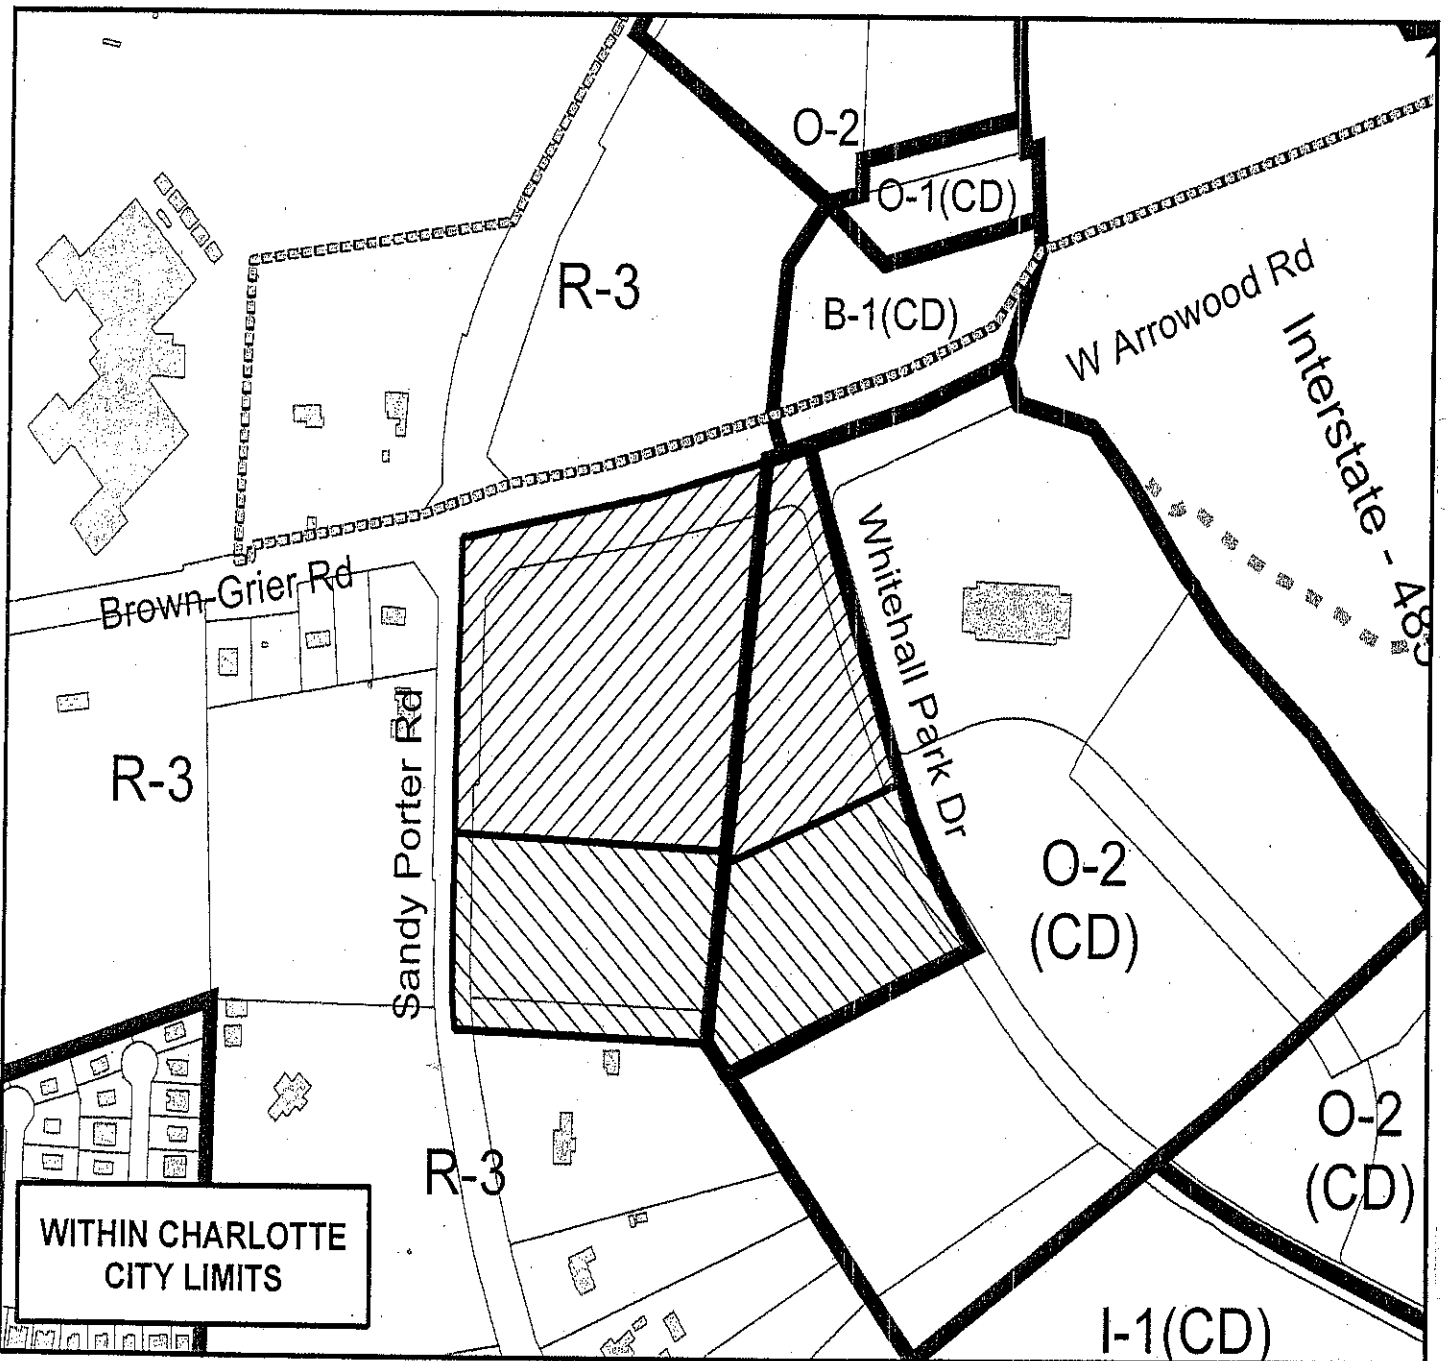 O-2
O-1(CD)
R-3
B-1(CD)
W Arrowood Rd
Interstate - 485
Whitehall Park Dr
Brown-Grier Rd
Sandy Porter Rd
R-3
O-2
(CD)
O-2
(CD)
R-3
WITHIN CHARLOTTE
CITY LIMITS
I-1(CD)